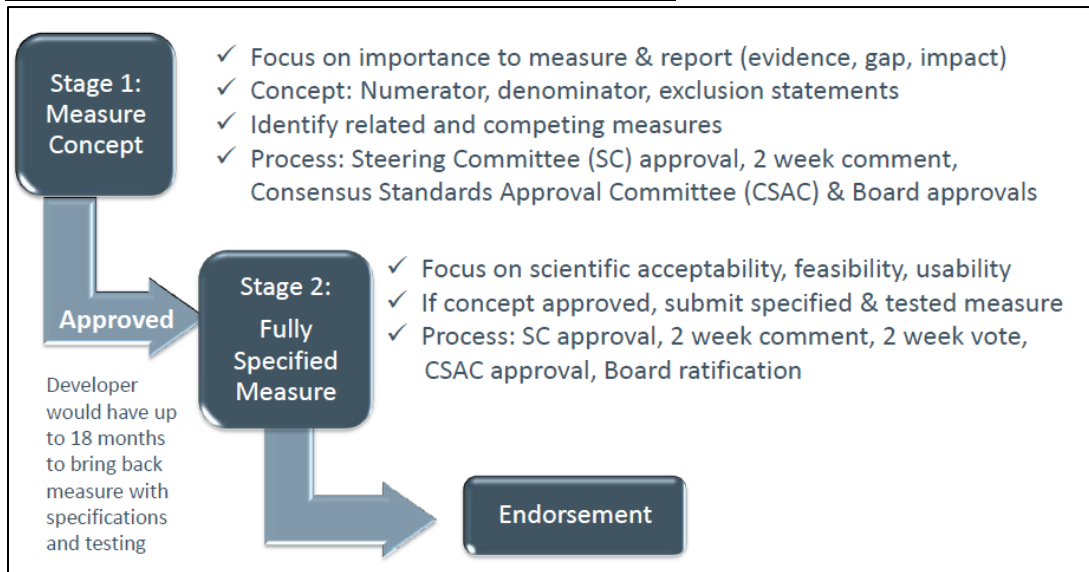 Stage 1:
Measure
Concept
✓ Focus on importance to measure & report (evidence, gap, impact)
✓ Concept: Numerator, denominator, exclusion statements
✓ Identify related and competing measures
✓ Process: Steering Committee (SC) approval, 2 week comment,
Consensus Standards Approval Committee (CSAC) & Board approvals
Approved
Developer
would have up
to 18 months
to bring back
measure with
specifications
and testing
Stage 2:
Fully
Specified
Measure
✓ Focus on scientific acceptability, feasibility, usability
✓ If concept approved, submit specified & tested measure
✓ Process: SC approval, 2 week comment, 2 week vote,
CSAC approval, Board ratification
Endorsement